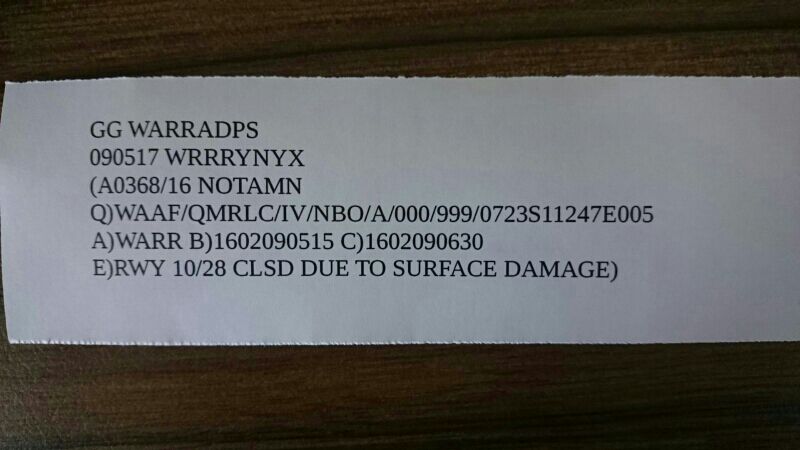 GG WARRADPS
090517 WRRRYNYX
(A0368/16 NOTAMN
Q)WAAF/QMRLC/IV/NBO/A/000/999/0723S11247E005
A)WARR B)1602090515 C)1602090630
E)RWY 10/28 CLSD DUE TO SURFACE DAMAGE)